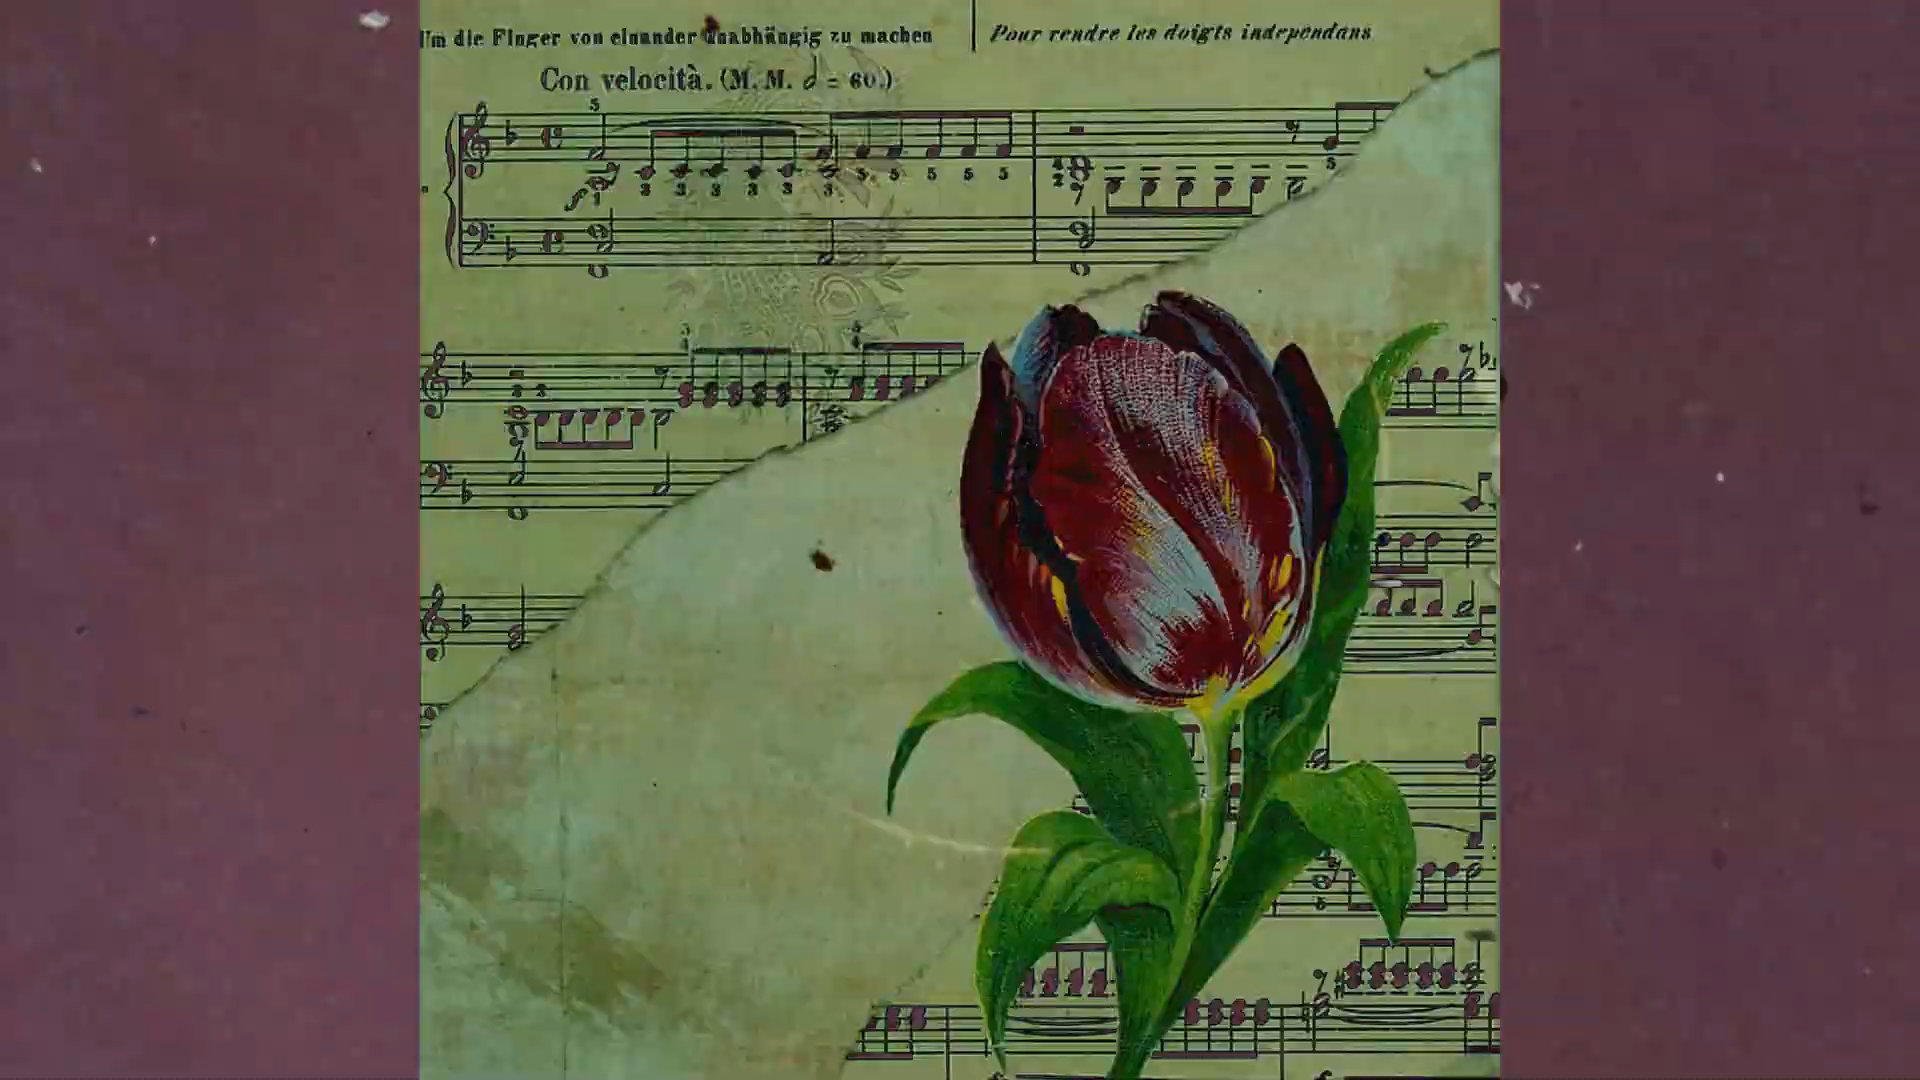 Um die Finger von einander unabhängig zu machen
Pour rendre les doigts independans
Con velocità. (M. M. 𝅗𝅥 = 60.)